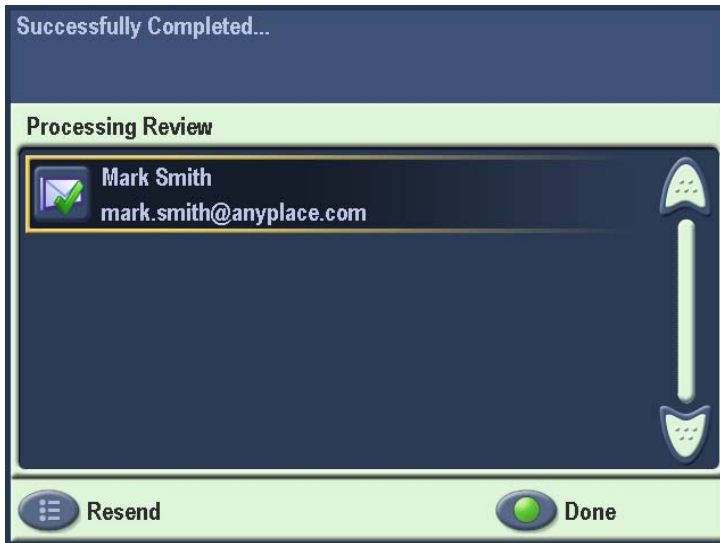 Successfully Completed...
Processing Review
Mark Smith
mark.smith@anyplace.com
Resend
Done